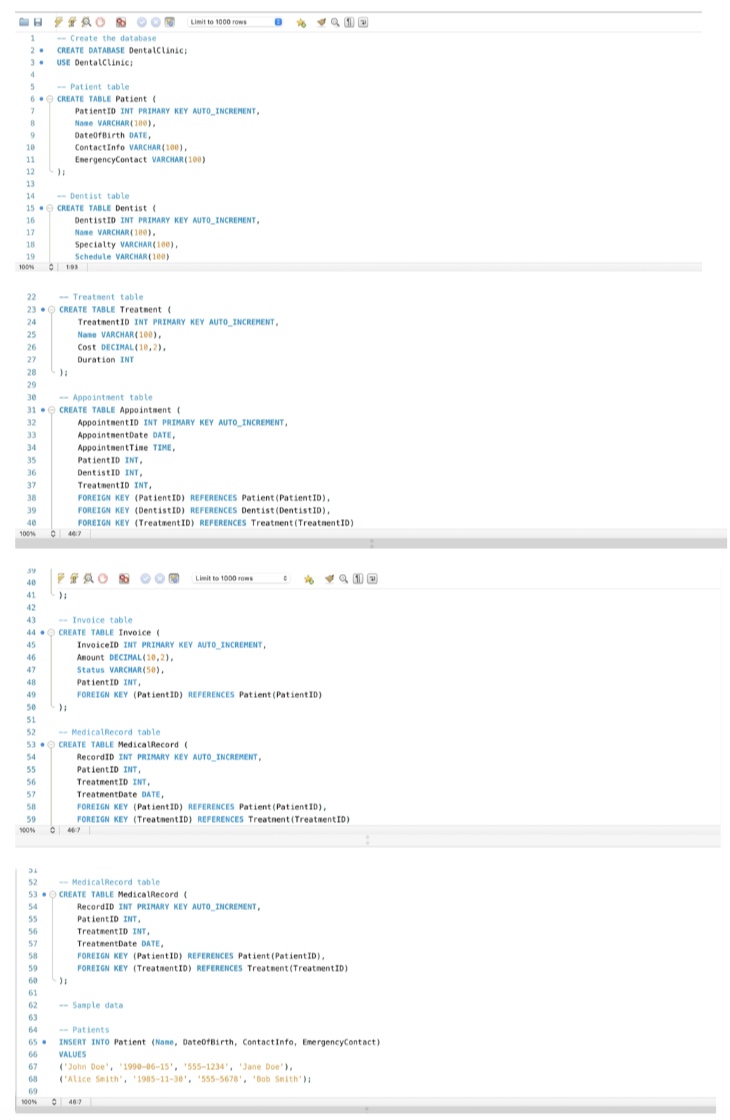 Limit to 1000 rows
1 -- Create the database
2 CREATE DATABASE DentalClinic;
3 USE DentalClinic;
4
5 -- Patient table
6 CREATE TABLE Patient (
7 PatientID INT PRIMARY KEY AUTO_INCREMENT,
8 Name VARCHAR(100),
9 DateOfBirth DATE,
10 ContactInfo VARCHAR(100),
11 EmergencyContact VARCHAR(100)
12 );
13
14 -- Dentist table
15 CREATE TABLE Dentist (
16 DentistID INT PRIMARY KEY AUTO_INCREMENT,
17 Name VARCHAR(100),
18 Specialty VARCHAR(100),
19 Schedule VARCHAR(100)
100% 1:93
22 -- Treatment table
23 CREATE TABLE Treatment (
24 TreatmentID INT PRIMARY KEY AUTO_INCREMENT,
25 Name VARCHAR(100),
26 Cost DECIMAL(10,2),
27 Duration INT
28 );
29
30 -- Appointment table
31 CREATE TABLE Appointment (
32 AppointmentID INT PRIMARY KEY AUTO_INCREMENT,
33 AppointmentDate DATE,
34 AppointmentTime TIME,
35 PatientID INT,
36 DentistID INT,
37 TreatmentID INT,
38 FOREIGN KEY (PatientID) REFERENCES Patient(PatientID),
39 FOREIGN KEY (DentistID) REFERENCES Dentist(DentistID),
40 FOREIGN KEY (TreatmentID) REFERENCES Treatment(TreatmentID)
100% 46:7
39
40 Limit to 1000 rows
41 );
42
43 -- Invoice table
44 CREATE TABLE Invoice (
45 InvoiceID INT PRIMARY KEY AUTO_INCREMENT,
46 Amount DECIMAL(10,2),
47 Status VARCHAR(50),
48 PatientID INT,
49 FOREIGN KEY (PatientID) REFERENCES Patient(PatientID)
50 );
51
52 -- MedicalRecord table
53 CREATE TABLE MedicalRecord (
54 RecordID INT PRIMARY KEY AUTO_INCREMENT,
55 PatientID INT,
56 TreatmentID INT,
57 TreatmentDate DATE,
58 FOREIGN KEY (PatientID) REFERENCES Patient(PatientID),
59 FOREIGN KEY (TreatmentID) REFERENCES Treatment(TreatmentID)
100% 46:7
51
52 -- MedicalRecord table
53 CREATE TABLE MedicalRecord (
54 RecordID INT PRIMARY KEY AUTO_INCREMENT,
55 PatientID INT,
56 TreatmentID INT,
57 TreatmentDate DATE,
58 FOREIGN KEY (PatientID) REFERENCES Patient(PatientID),
59 FOREIGN KEY (TreatmentID) REFERENCES Treatment(TreatmentID)
60 );
61
62 -- Sample data
63
64 -- Patients
65 INSERT INTO Patient (Name, DateOfBirth, ContactInfo, EmergencyContact)
66 VALUES
67 ('John Doe', '1990-06-15', '555-1234', 'Jane Doe'),
68 ('Alice Smith', '1985-11-30', '555-5678', 'Bob Smith');
69
100% 46:7